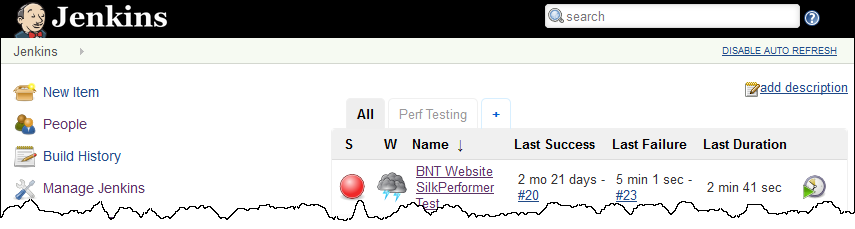 Jenkins
search
Jenkins
DISABLE AUTO REFRESH
New Item
People
Build History
Manage Jenkins
add description
All Perf Testing +
S W Name ↓ Last Success Last Failure Last Duration
BNT Website
SilkPerformer
Test
2 mo 21 days -
#20
5 min 1 sec -
#23
2 min 41 sec